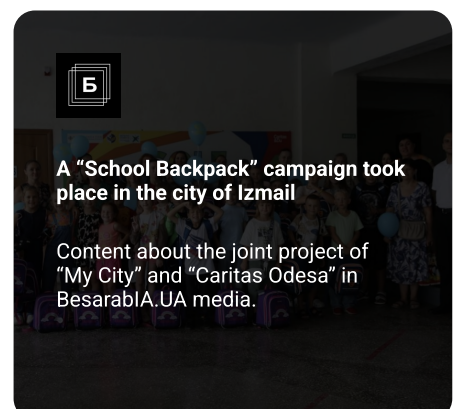 Б
A “School Backpack” campaign took
place in the city of Izmail
Content about the joint project of
“My City” and “Caritas Odesa” in
BesarabIA.UA media.